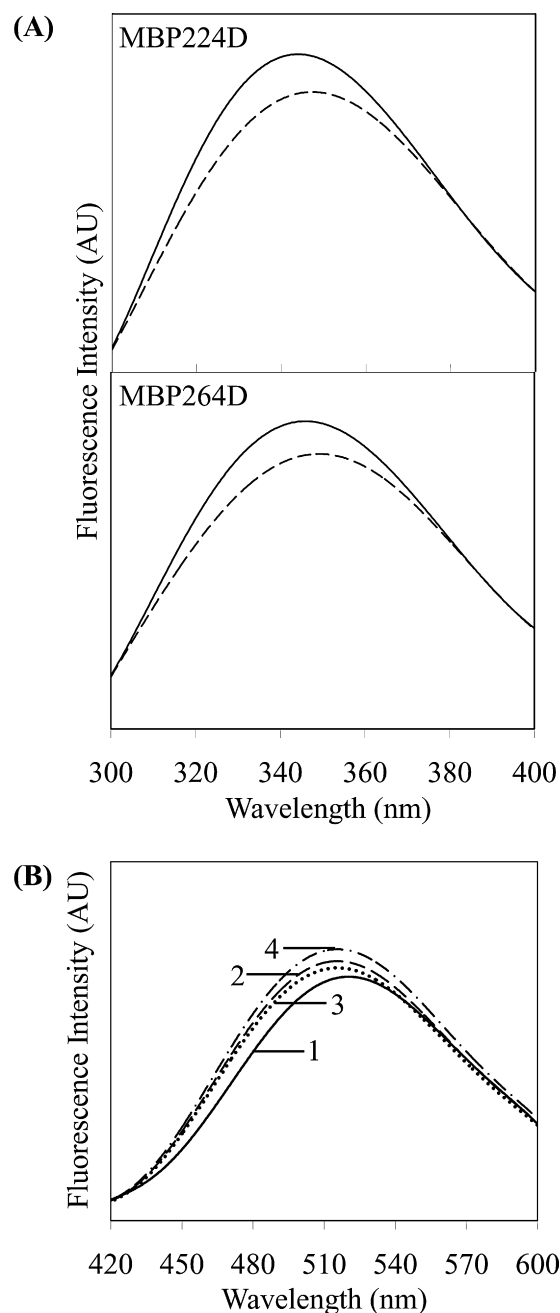 (A)
MBP224D
MBP264D
Fluorescence Intensity (AU)
300 320 340 360 380 400
Wavelength (nm)
(B)
4
2
3
1
Fluorescence Intensity (AU)
420 450 480 510 540 570 600
Wavelength (nm)